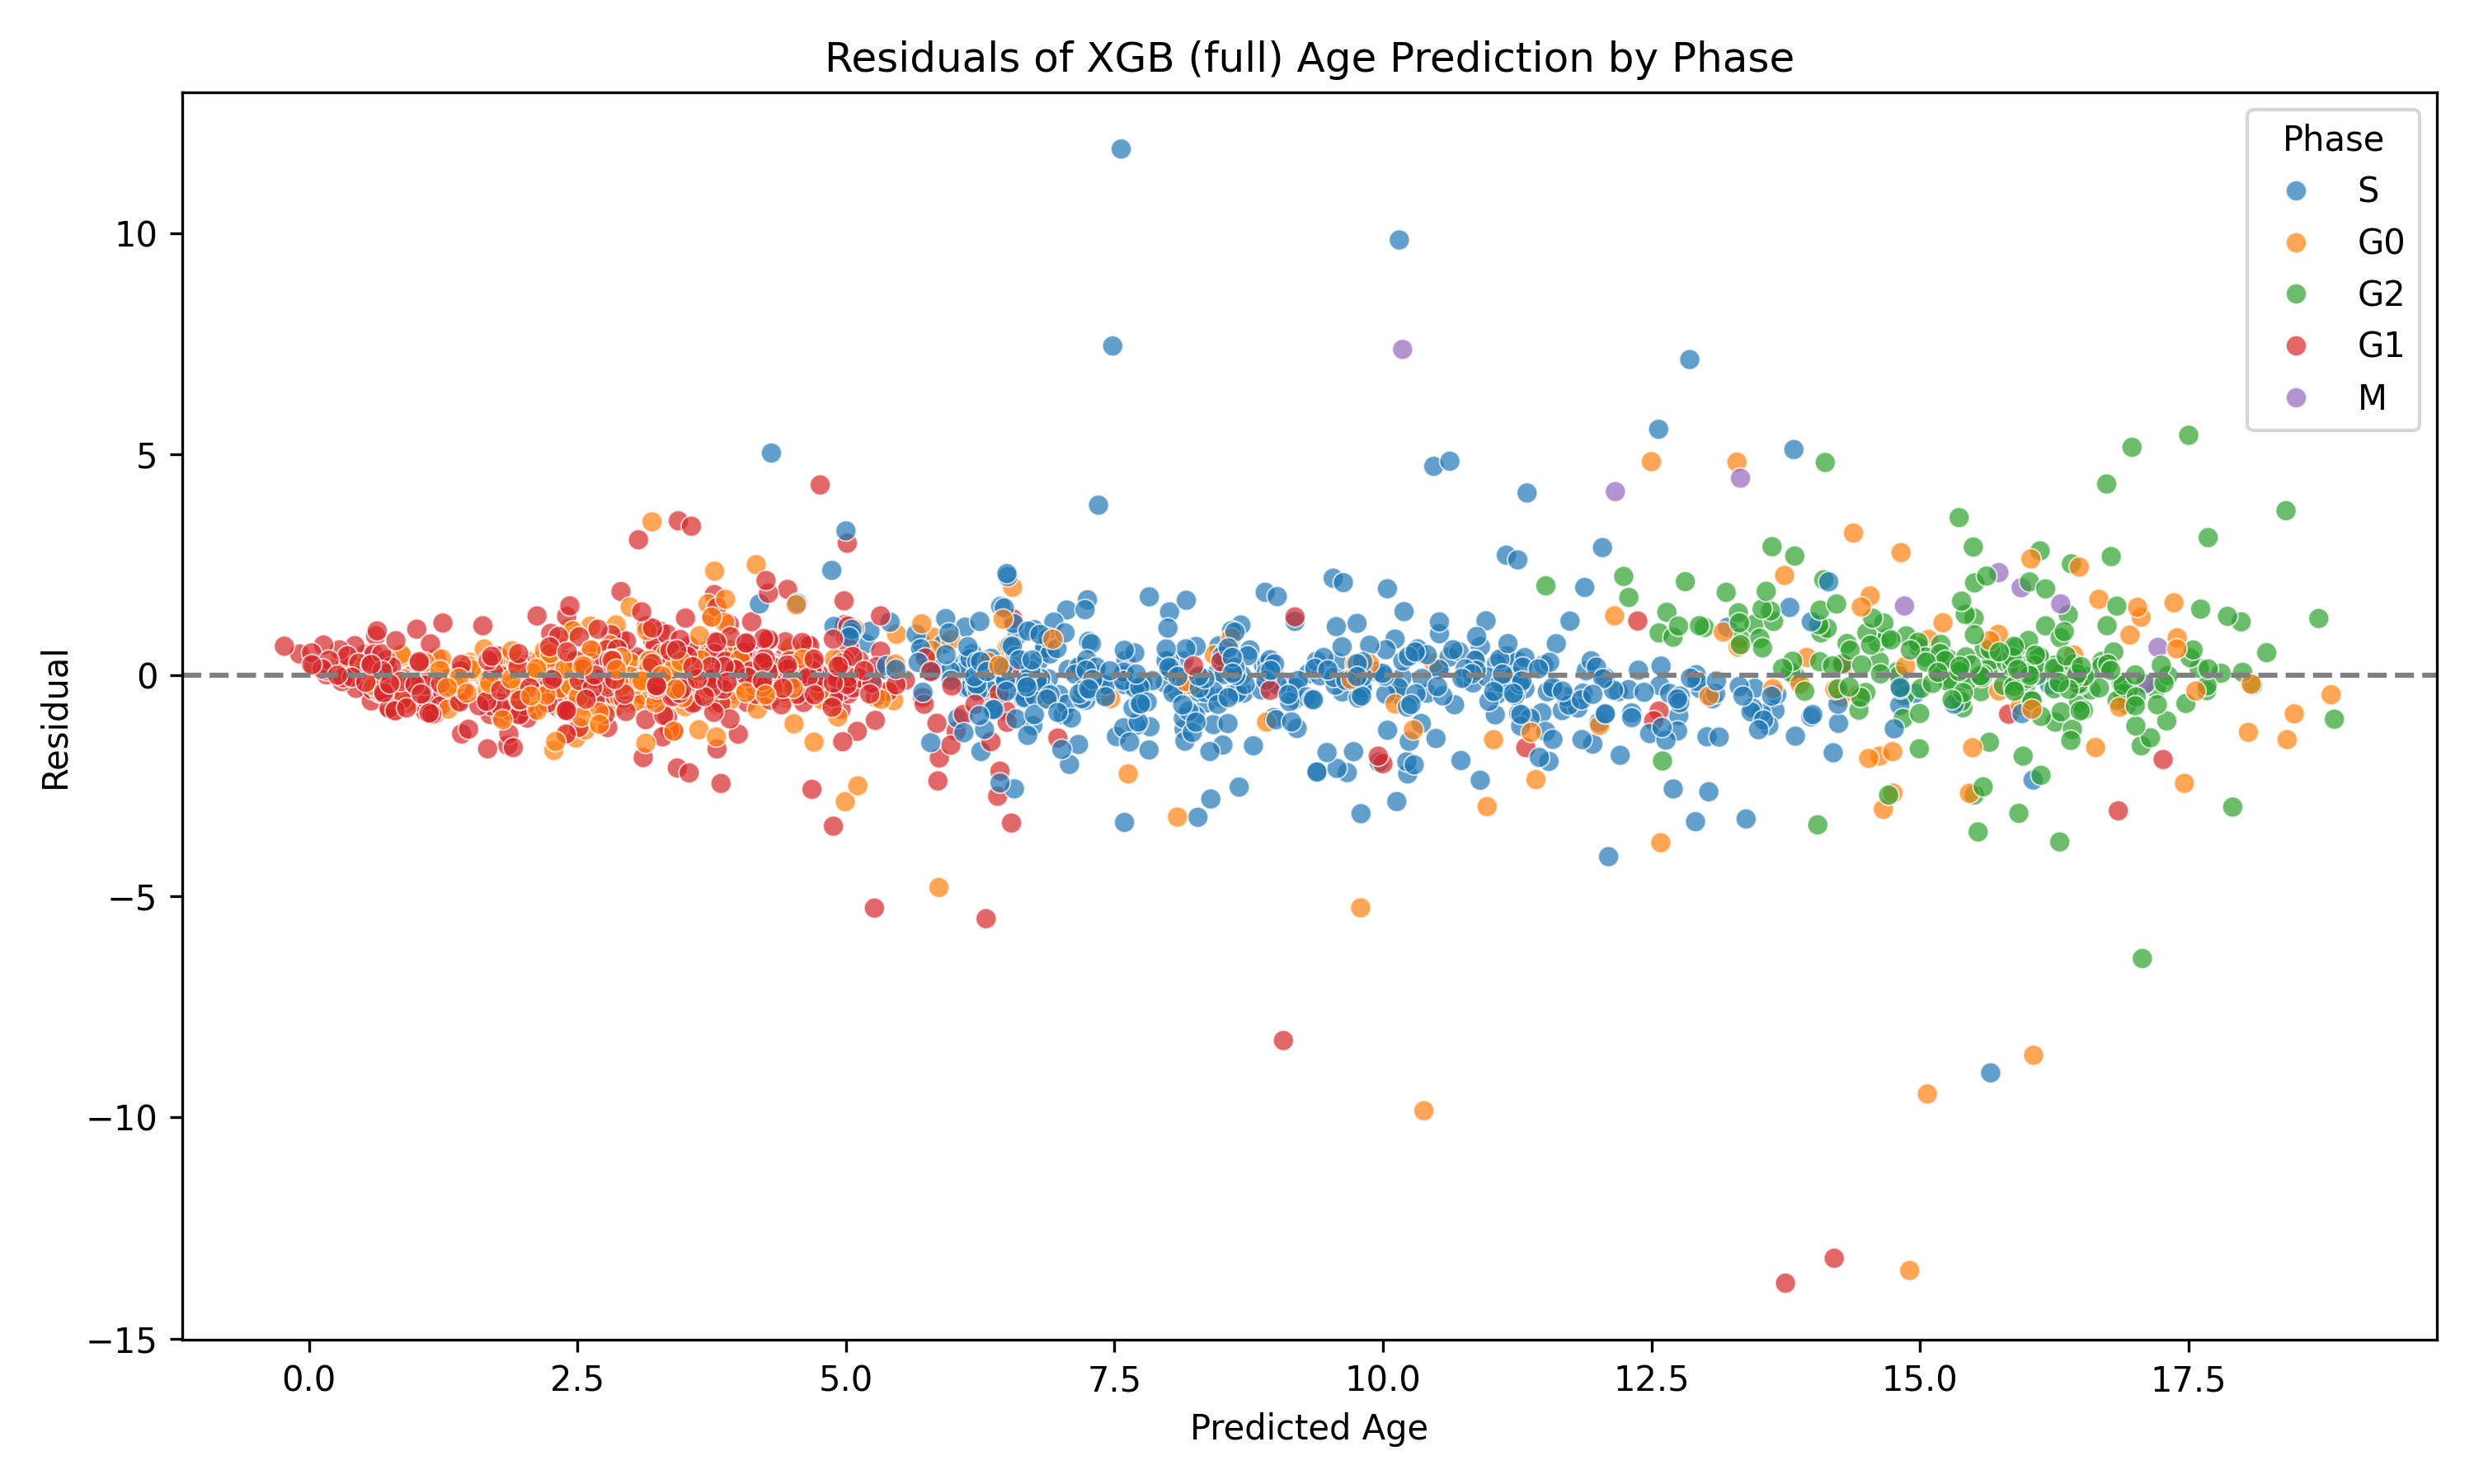 Residuals of XGB (full) Age Prediction by Phase
Phase
S
G0
G2
G1
M
10
5
0
−5
−10
−15
Residual
0.0 2.5 5.0 7.5 10.0 12.5 15.0 17.5
Predicted Age